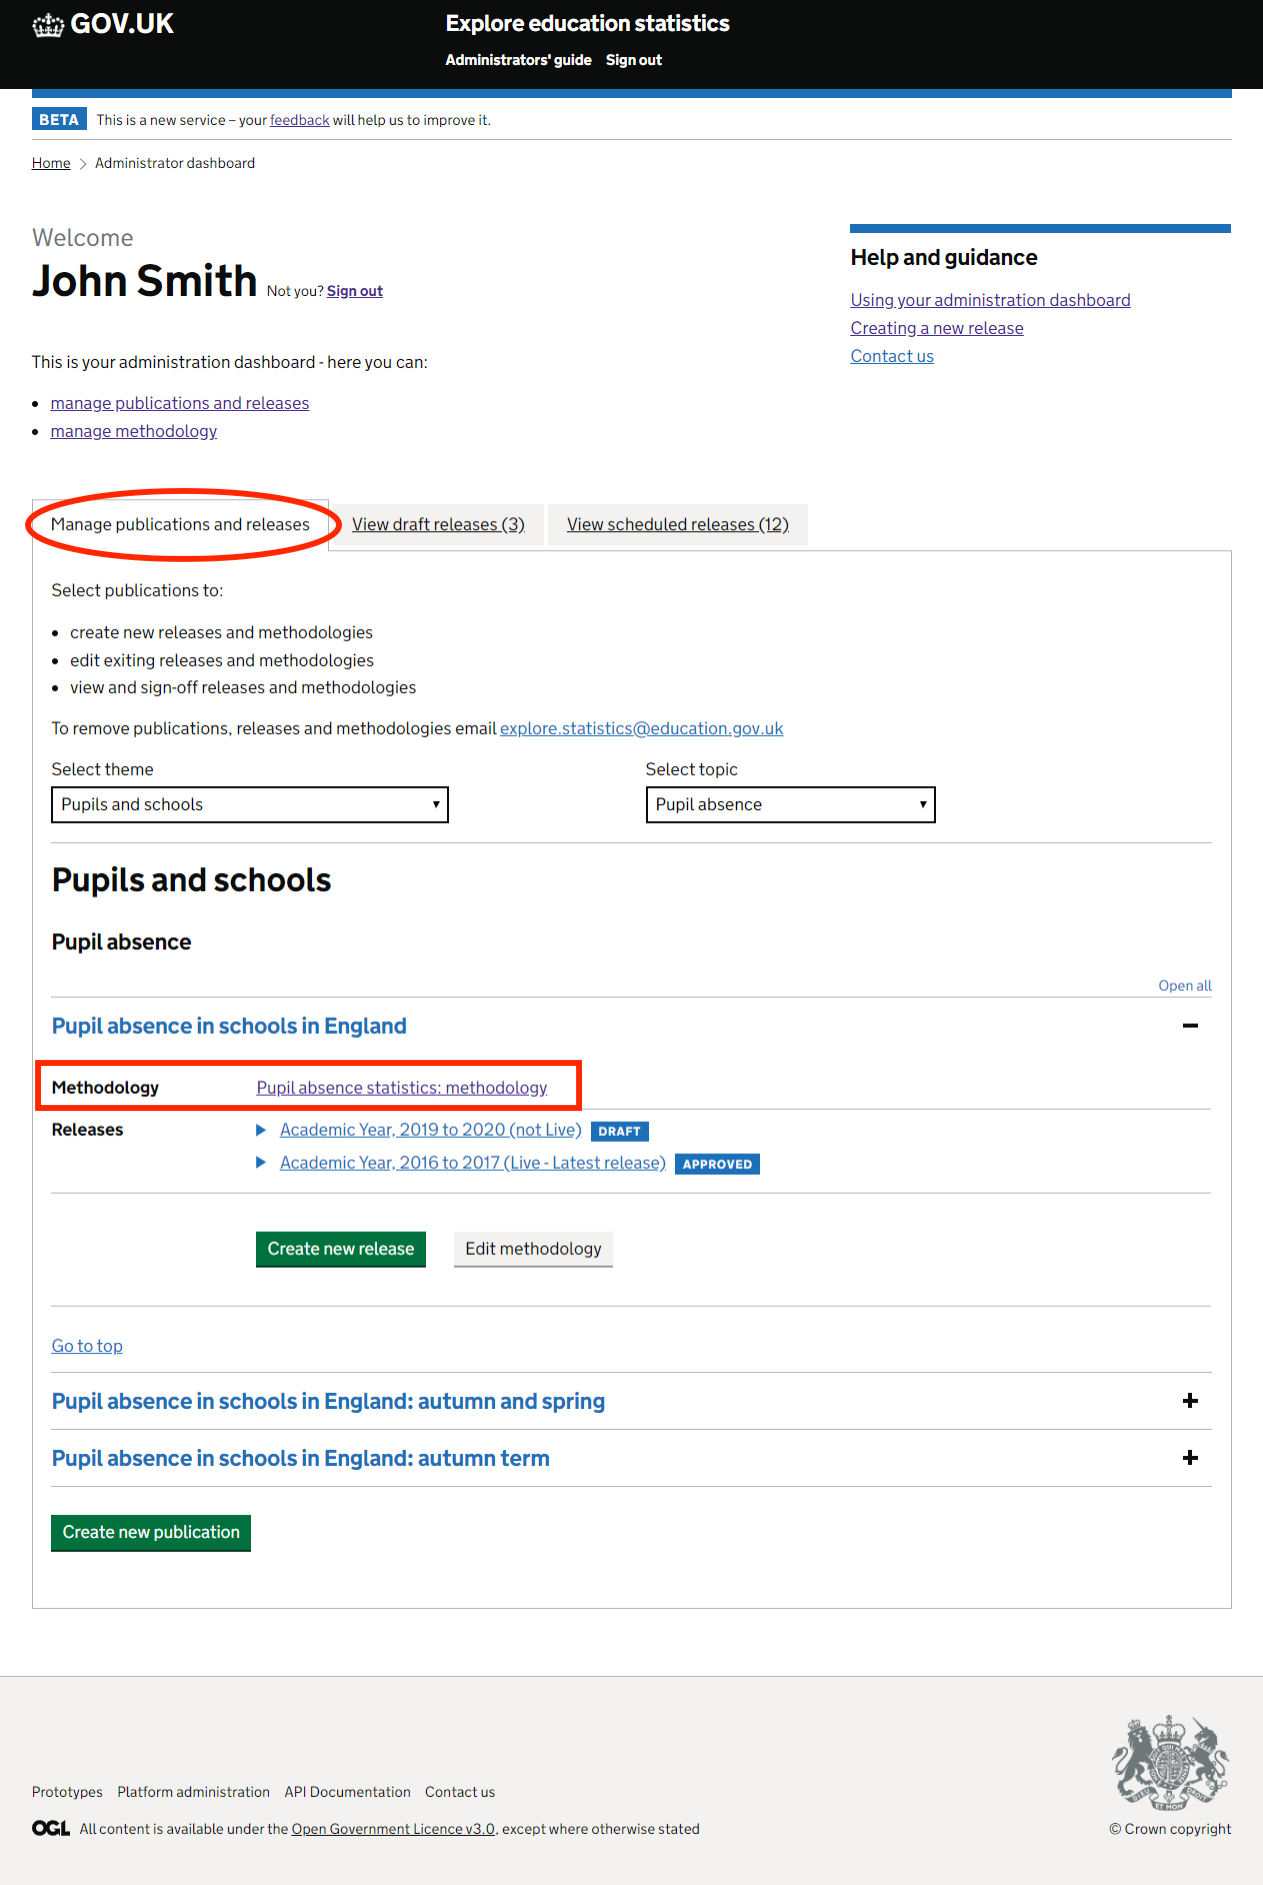 GOV.UK
Explore education statistics
Administrators' guide Sign out
BETA This is a new service – your feedback will help us to improve it.
Home Administrator dashboard
Welcome
John Smith Not you? Sign out
Help and guidance
Using your administration dashboard
Creating a new release
Contact us
This is your administration dashboard - here you can:
manage publications and releases
manage methodology
Manage publications and releases View draft releases (3) View scheduled releases (12)
Select publications to:
create new releases and methodologies
edit exiting releases and methodologies
view and sign-off releases and methodologies
To remove publications, releases and methodologies email explore.statistics@education.gov.uk
Select theme Select topic
Pupils and schools Pupil absence
Pupils and schools
Pupil absence
Open all
Pupil absence in schools in England
Methodology Pupil absence statistics: methodology
Releases Academic Year, 2019 to 2020 (not Live) DRAFT
Academic Year, 2016 to 2017 (Live - Latest release) APPROVED
Create new release Edit methodology
Go to top
Pupil absence in schools in England: autumn and spring
Pupil absence in schools in England: autumn term
Create new publication
Prototypes Platform administration API Documentation Contact us
OGL All content is available under the Open Government Licence v3.0, except where otherwise stated
© Crown copyright